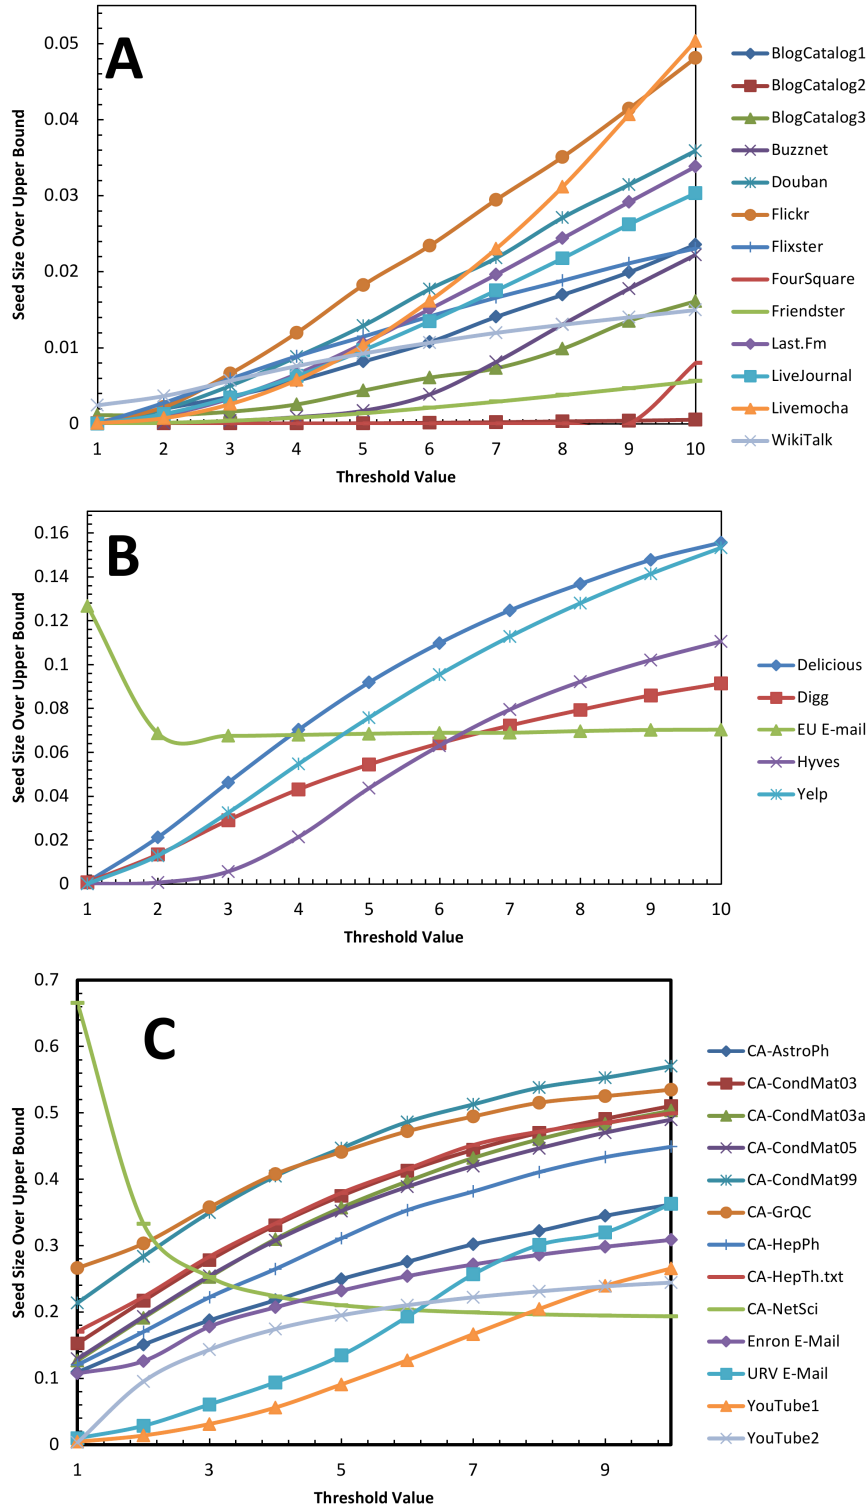 A
Seed Size Over Upper Bound
0.05
0.04
0.03
0.02
0.01
0
1 2 3 4 5 6 7 8 9 10
Threshold Value
BlogCatalog1
BlogCatalog2
BlogCatalog3
Buzznet
Douban
Flickr
Flixster
FourSquare
Friendster
Last.Fm
LiveJournal
Livemocha
WikiTalk
B
Seed Size Over Upper Bound
0.16
0.14
0.12
0.1
0.08
0.06
0.04
0.02
0
1 2 3 4 5 6 7 8 9 10
Threshold Value
Delicious
Digg
EU E-mail
Hyves
Yelp
C
Seed Size Over Upper Bound
0.7
0.6
0.5
0.4
0.3
0.2
0.1
0
1 3 5 7 9
Threshold Value
CA-AstroPh
CA-CondMat03
CA-CondMat03a
CA-CondMat05
CA-CondMat99
CA-GrQC
CA-HepPh
CA-HepTh.txt
CA-NetSci
Enron E-Mail
URV E-Mail
YouTube1
YouTube2